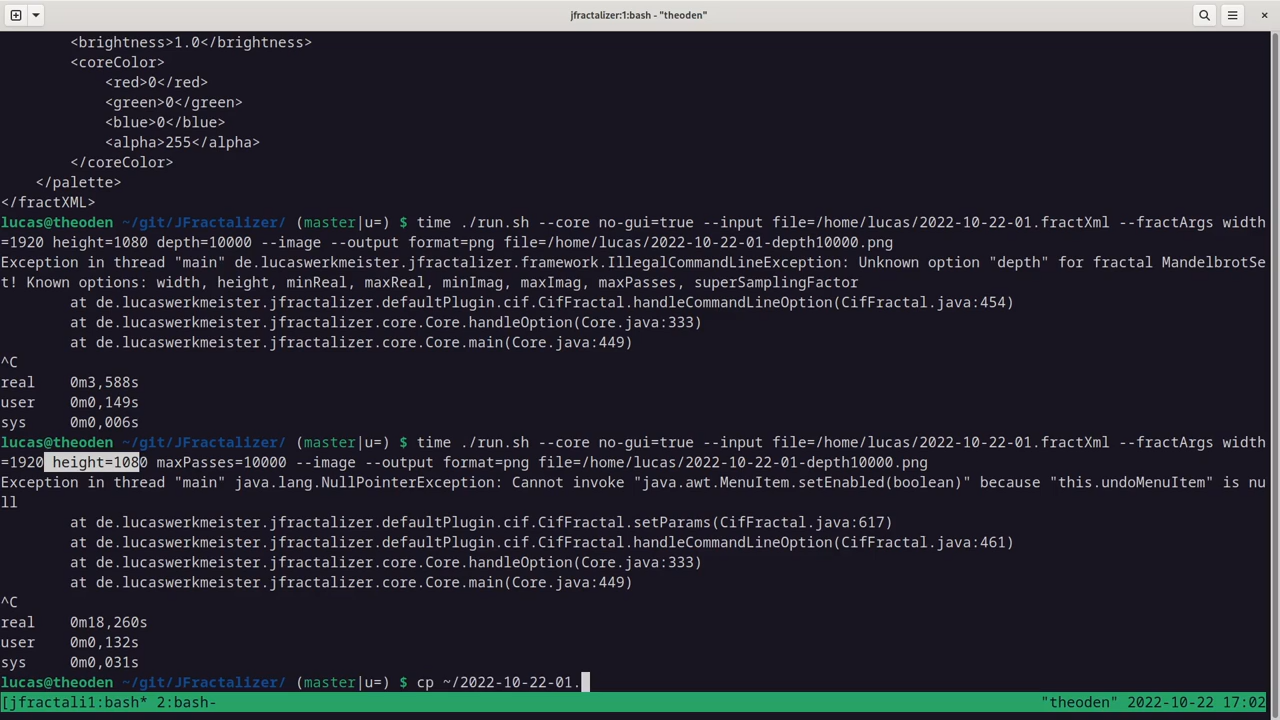 jfractalizer:1:bash - "theoden"
        <brightness>1.0</brightness>
        <coreColor>
            <red>0</red>
            <green>0</green>
            <blue>0</blue>
            <alpha>255</alpha>
        </coreColor>
    </palette>
</fractXML>
lucas@theoden ~/git/JFractalizer/ (master|u=) $ time ./run.sh --core no-gui=true --input file=/home/lucas/2022-10-22-01.fractXml --fractArgs width
=1920 height=1080 depth=10000 --image --output format=png file=/home/lucas/2022-10-22-01-depth10000.png
Exception in thread "main" de.lucaswerkmeister.jfractalizer.framework.IllegalCommandLineException: Unknown option "depth" for fractal MandelbrotSe
t! Known options: width, height, minReal, maxReal, minImag, maxImag, maxPasses, superSamplingFactor
        at de.lucaswerkmeister.jfractalizer.defaultPlugin.cif.CifFractal.handleCommandLineOption(CifFractal.java:454)
        at de.lucaswerkmeister.jfractalizer.core.Core.handleOption(Core.java:333)
        at de.lucaswerkmeister.jfractalizer.core.Core.main(Core.java:449)
^C
real    0m3,588s
user    0m0,149s
sys     0m0,006s
lucas@theoden ~/git/JFractalizer/ (master|u=) $ time ./run.sh --core no-gui=true --input file=/home/lucas/2022-10-22-01.fractXml --fractArgs width
=1920 height=1080 maxPasses=10000 --image --output format=png file=/home/lucas/2022-10-22-01-depth10000.png
Exception in thread "main" java.lang.NullPointerException: Cannot invoke "java.awt.MenuItem.setEnabled(boolean)" because "this.undoMenuItem" is nu
ll
        at de.lucaswerkmeister.jfractalizer.defaultPlugin.cif.CifFractal.setParams(CifFractal.java:617)
        at de.lucaswerkmeister.jfractalizer.defaultPlugin.cif.CifFractal.handleCommandLineOption(CifFractal.java:461)
        at de.lucaswerkmeister.jfractalizer.core.Core.handleOption(Core.java:333)
        at de.lucaswerkmeister.jfractalizer.core.Core.main(Core.java:449)
^C
real    0m18,260s
user    0m0,132s
sys     0m0,031s
lucas@theoden ~/git/JFractalizer/ (master|u=) $ cp ~/2022-10-22-01.
[jfractali1:bash* 2:bash- "theoden" 2022-10-22 17:02